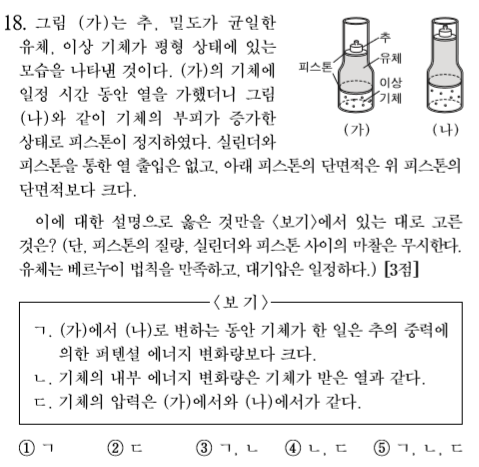 18. 그림 (가)는 추, 밀도가 균일한
유체, 이상 기체가 평형 상태에 있는
모습을 나타낸 것이다. (가)의 기체에
일정 시간 동안 열을 가했더니 그림
(나)와 같이 기체의 부피가 증가한
상태로 피스톤이 정지하였다. 실린더와
피스톤을 통한 열 출입은 없고, 아래 피스톤의 단면적은 위 피스톤의
단면적보다 크다.
추
유체
피스톤
이상
기체
(가)
(나)
이에 대한 설명으로 옳은 것만을 〈보기〉에서 있는 대로 고른
것은? (단, 피스톤의 질량, 실린더와 피스톤 사이의 마찰은 무시한다.
유체는 베르누이 법칙을 만족하고, 대기압은 일정하다.) [3점]
〈보 기〉
ㄱ. (가)에서 (나)로 변하는 동안 기체가 한 일은 추의 중력에
의한 퍼텐셜 에너지 변화량보다 크다.
ㄴ. 기체의 내부 에너지 변화량은 기체가 받은 열과 같다.
ㄷ. 기체의 압력은 (가)에서와 (나)에서가 같다.
① ㄱ ② ㄷ ③ ㄱ, ㄴ ④ ㄴ, ㄷ ⑤ ㄱ, ㄴ, ㄷ